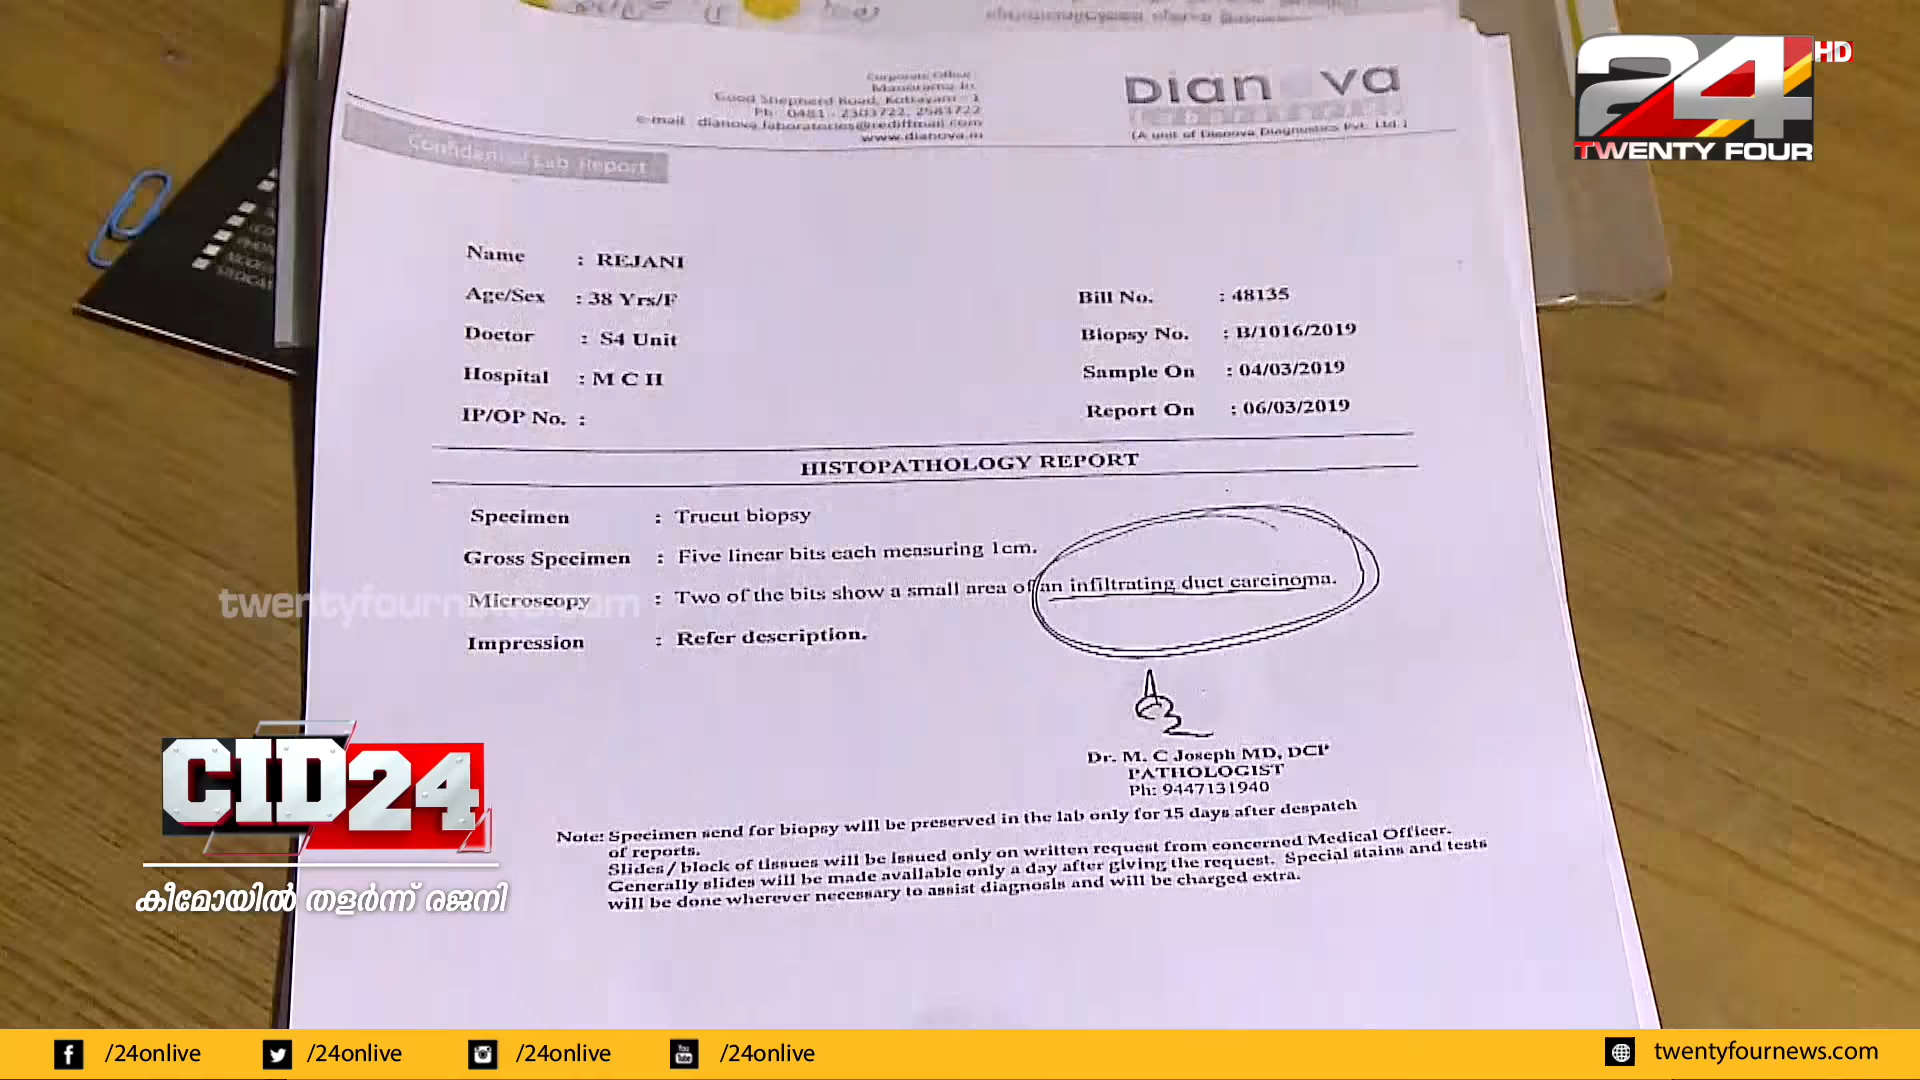 24 HD
TWENTY FOUR
Corporate Office
Manorama Jn.
Good Shepherd Road, Kottayam - 1
Ph: 0481 - 2303722, 2583722
e-mail dianova.laboratories@rediffmail.com
www.dianova.in
Dian va
(A unit of Dianova Diagnostics Pvt. Ltd.)
Lab Report
Name : REJANI
Age/Sex : 38 Yrs/F
Doctor : S4 Unit
Hospital : M C H
IP/OP No. :
Bill No. : 48135
Biopsy No. : B/1016/2019
Sample On : 04/03/2019
Report On : 06/03/2019
HISTOPATHOLOGY REPORT
Specimen : Trucut biopsy
Gross Specimen : Five linear bits each measuring 1cm.
Microscopy : Two of the bits show a small area of an infiltrating duct carcinoma.
Impression : Refer description.
Dr. M. C Joseph MD, DCP
PATHOLOGIST
Ph: 9447131940
Note: Specimen send for biopsy will be preserved in the lab only for 15 days after despatch
of reports.
Slides / block of tissues will be issued only on written request from concerned Medical Officer.
Generally slides will be made available only a day after giving the request. Special stains and tests
will be done wherever necessary to assist diagnosis and will be charged extra.
CID24
കീമോയിൽ തളർന്ന് രജനി
/24onlive /24onlive /24onlive /24onlive twentyfournews.com